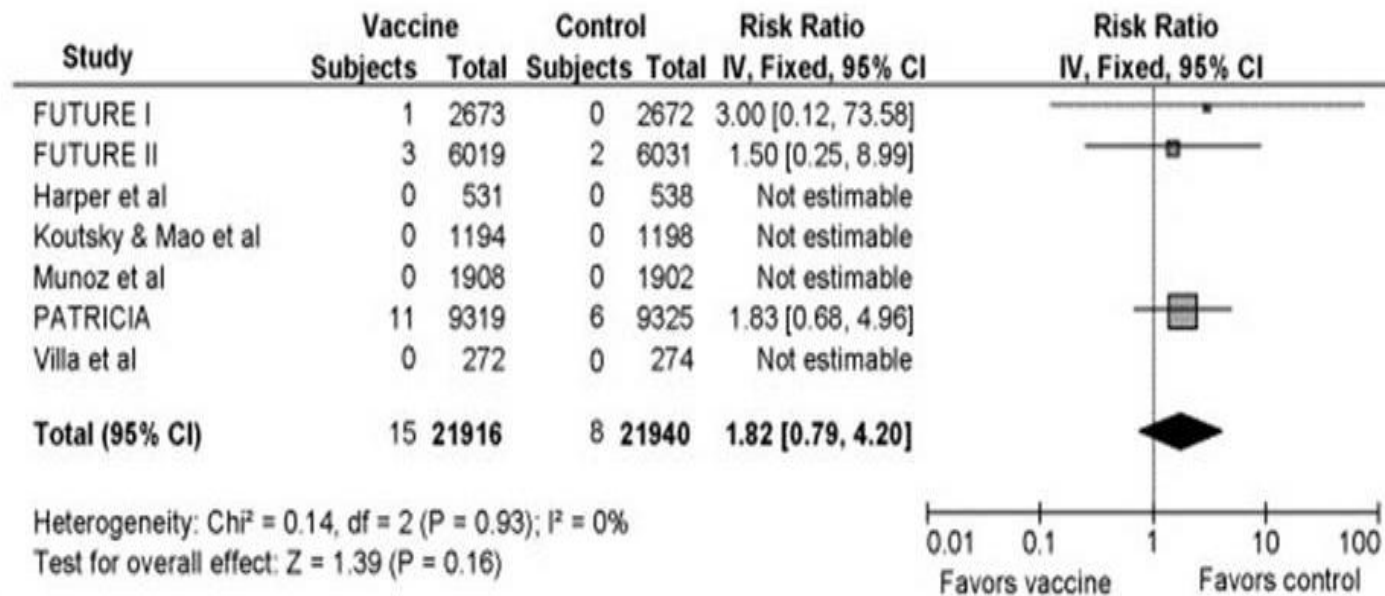 Vaccine Control Risk Ratio Risk Ratio
Study Subjects Total Subjects Total IV, Fixed, 95% CI IV, Fixed, 95% CI
FUTURE I 1 2673 0 2672 3.00 [0.12, 73.58]
FUTURE II 3 6019 2 6031 1.50 [0.25, 8.99]
Harper et al 0 531 0 538 Not estimable
Koutsky & Mao et al 0 1194 0 1198 Not estimable
Munoz et al 0 1908 0 1902 Not estimable
PATRICIA 11 9319 6 9325 1.83 [0.68, 4.96]
Villa et al 0 272 0 274 Not estimable
Total (95% CI) 15 21916 8 21940 1.82 [0.79, 4.20]
Heterogeneity: Chi² = 0.14, df = 2 (P = 0.93); I² = 0%
Test for overall effect: Z = 1.39 (P = 0.16)
0.01 0.1 1 10 100
Favors vaccine Favors control